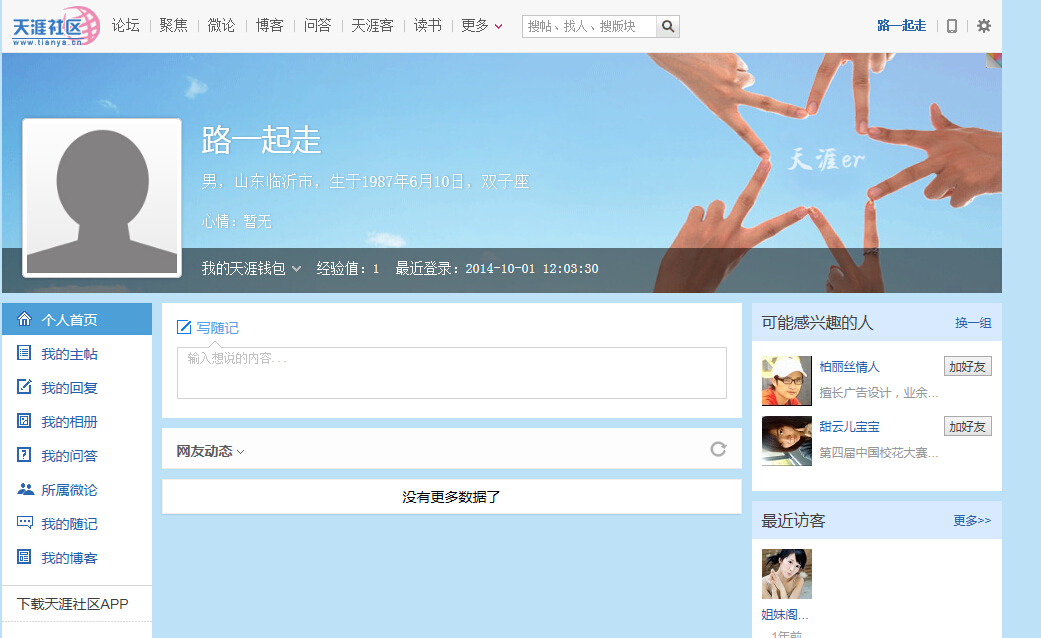 天涯社区
www.tianya.cn
论坛 聚焦 微论 博客 问答 天涯客 读书 更多
搜帖、找人、搜版块
路一起走
路一起走
男，山东临沂市，生于1987年6月10日，双子座
心情：暂无
天涯er
我的天涯钱包 经验值：1 最近登录：2014-10-01 12:03:30
个人首页
我的主帖
我的回复
我的相册
我的问答
所属微论
我的随记
我的博客
下载天涯社区APP
写随记
输入想说的内容...
网友动态
没有更多数据了
可能感兴趣的人 换一组
柏丽丝情人 加好友
擅长广告设计，业余...
甜云儿宝宝 加好友
第四届中国校花大赛...
最近访客 更多>>
姐妹阁...
1年前